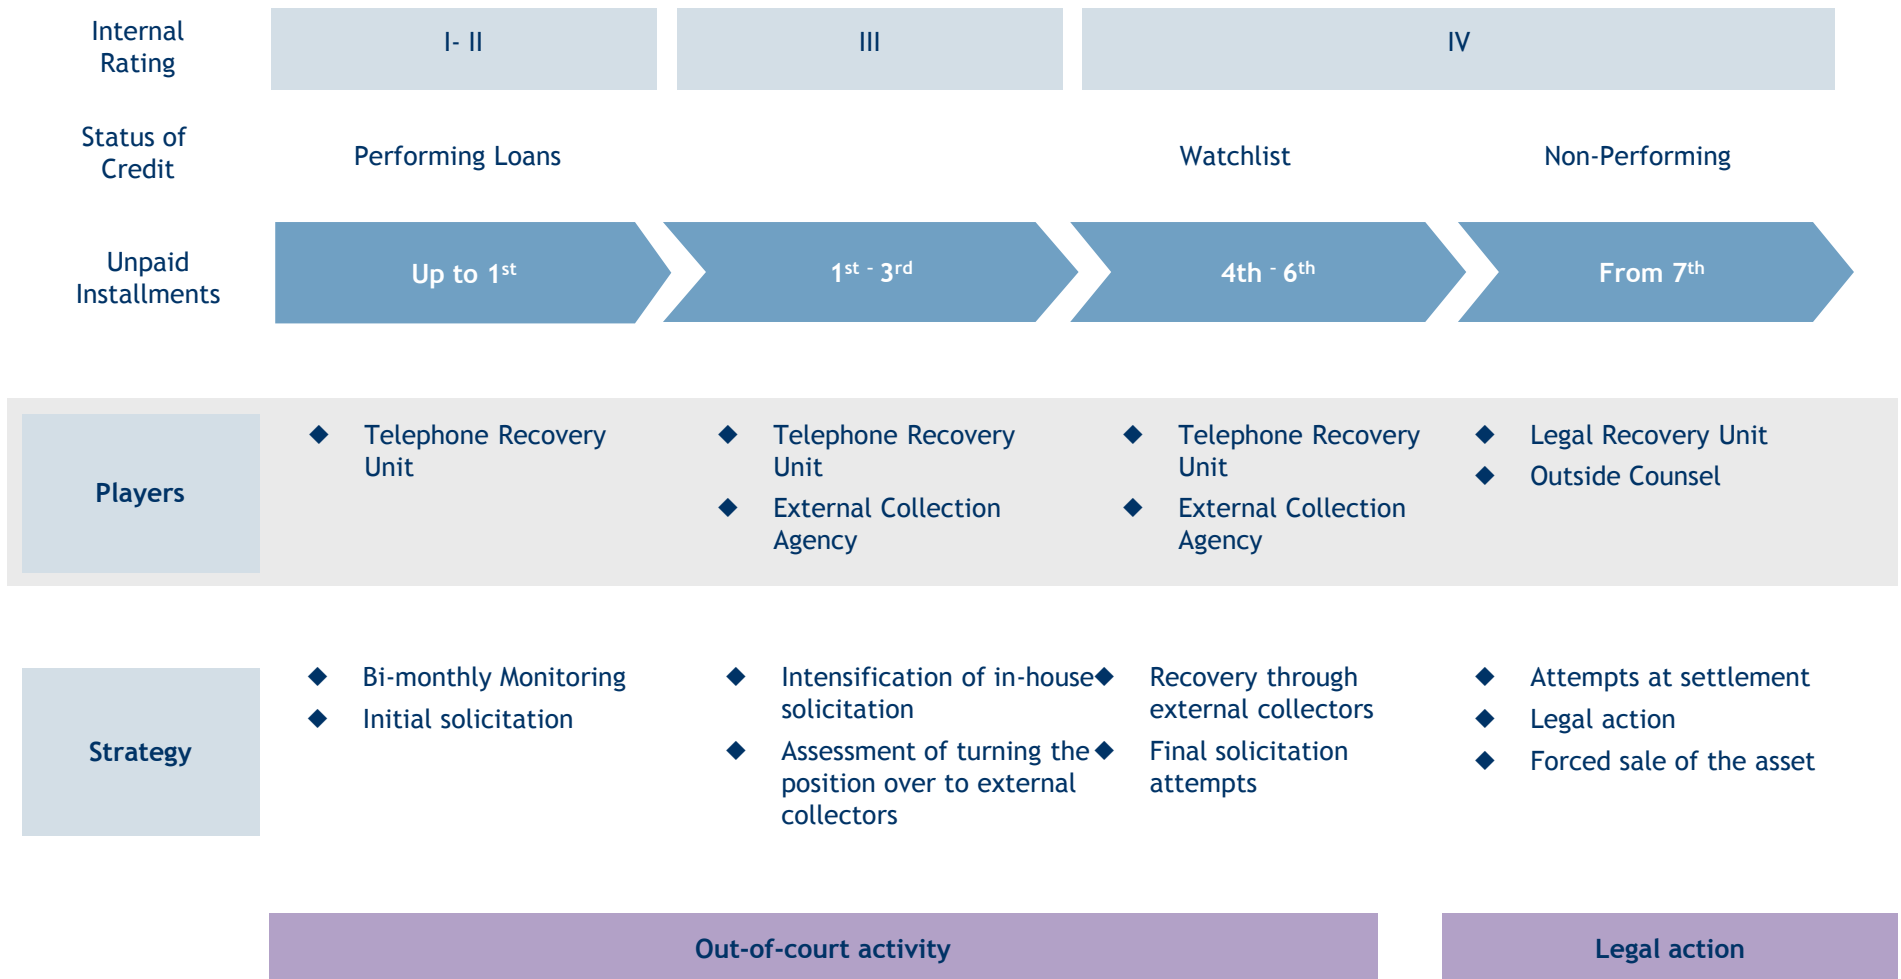 Internal
Rating
I- II
III
IV
Status of
Credit
Performing Loans
Watchlist
Non-Performing
Unpaid
Installments
Up to 1st
1st - 3rd
4th - 6th
From 7th
Players
◆ Telephone Recovery
Unit
◆ Telephone Recovery
Unit
◆ External Collection
Agency
◆ Telephone Recovery
Unit
◆ External Collection
Agency
◆ Legal Recovery Unit
◆ Outside Counsel
Strategy
◆ Bi-monthly Monitoring
◆ Initial solicitation
◆ Intensification of in-house
solicitation
◆ Assessment of turning the
position over to external
collectors
◆ Recovery through
external collectors
◆ Final solicitation
attempts
◆ Attempts at settlement
◆ Legal action
◆ Forced sale of the asset
Out-of-court activity
Legal action